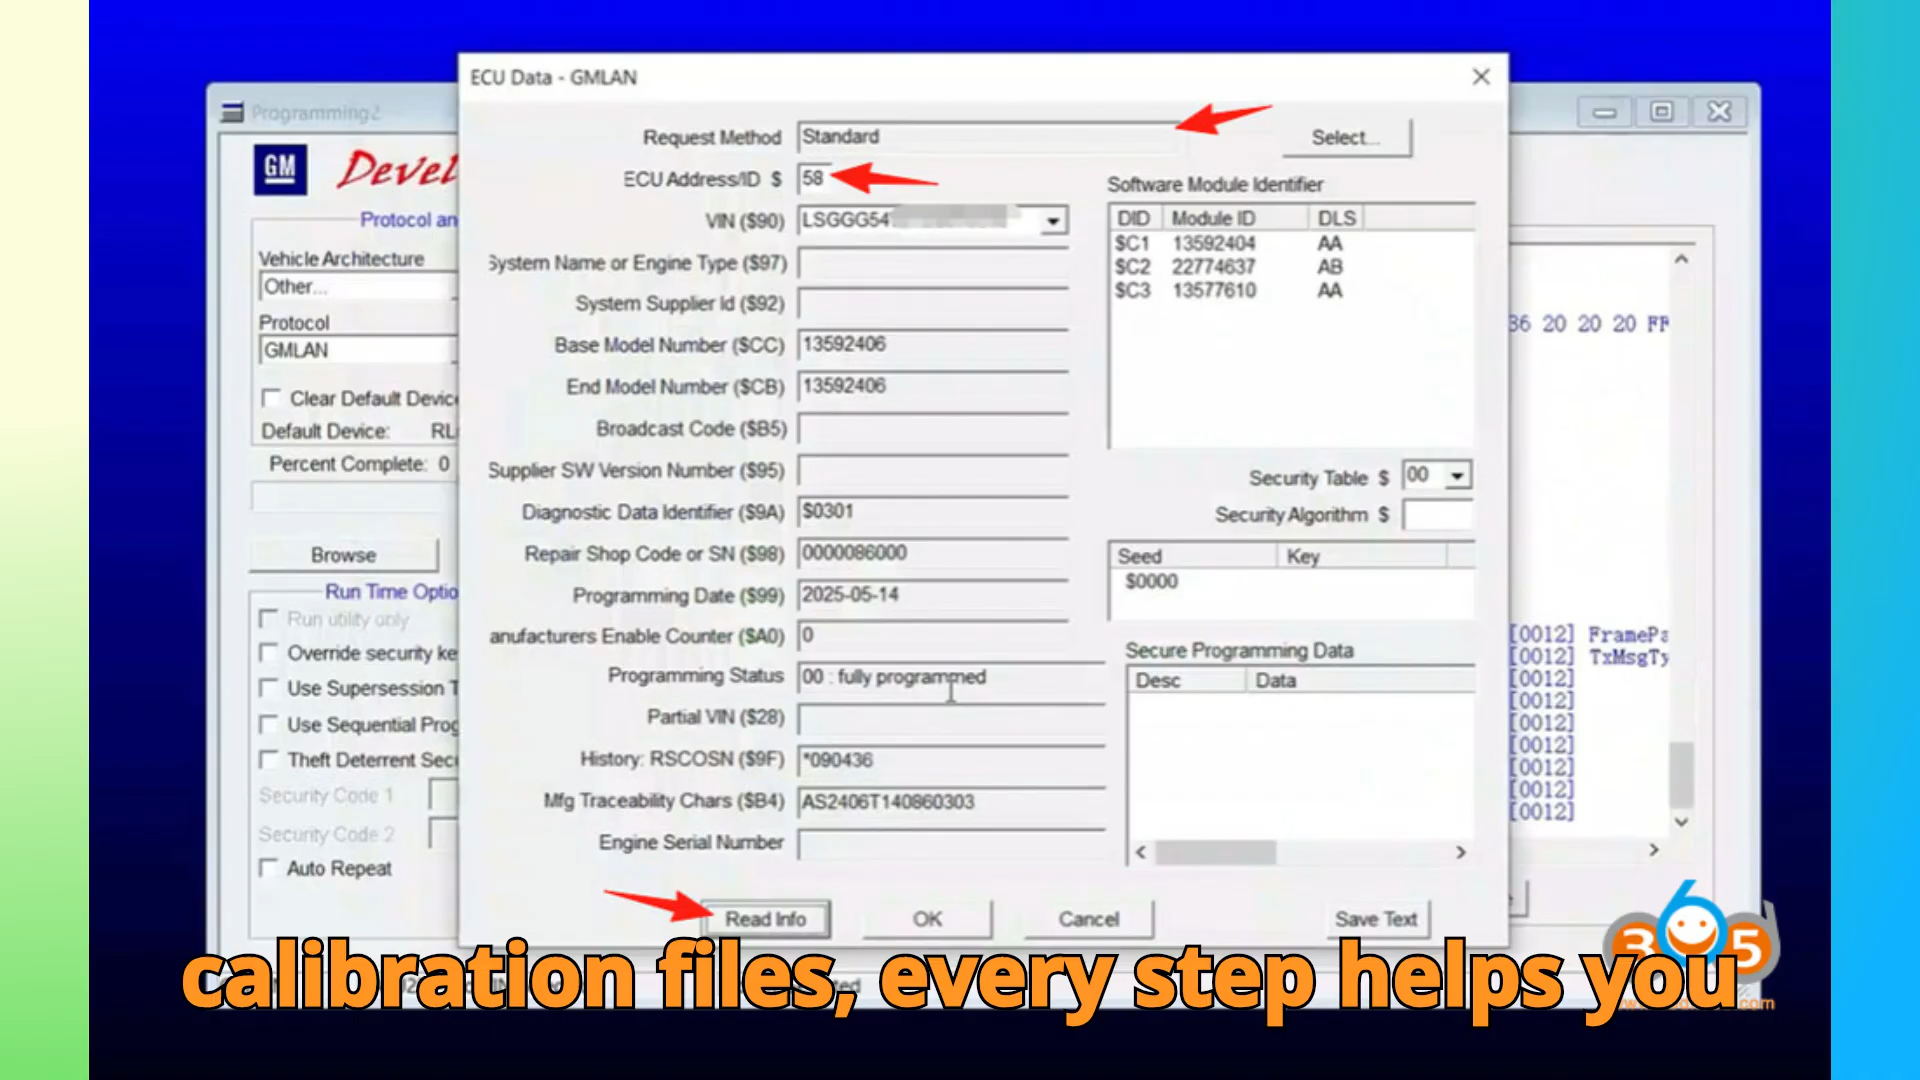 ECU Data - GMLAN
Programming2
GM
Devel
Request Method Standard Select...
ECU Address/ID $ 58
VIN ($90) LSGGG54
System Name or Engine Type ($97)
System Supplier Id ($92)
Base Model Number ($CC) 13592406
End Model Number ($CB) 13592406
Broadcast Code ($B5)
Supplier SW Version Number ($95)
Diagnostic Data Identifier ($9A) $0301
Repair Shop Code or SN ($98) 0000086000
Programming Date ($99) 2025-05-14
anufacturers Enable Counter ($A0) 0
Programming Status 00 : fully programmed
Partial VIN ($28)
History: RSCOSN ($9F) *090436
Mfg Traceability Chars ($B4) AS2406T140860303
Engine Serial Number
Read Info OK Cancel Save Text
Software Module Identifier
DID Module ID DLS
$C1 13592404 AA
$C2 22774637 AB
$C3 13577610 AA
Security Table $ 00
Security Algorithm $
Seed Key
$0000
Secure Programming Data
Desc Data
Protocol an
Vehicle Architecture
Other...
Protocol
GMLAN
Clear Default Device
Default Device: RL
Percent Complete: 0
Browse
Run Time Optio
Run utility only
Override security ke
Use Supersession T
Use Sequential Prog
Theft Deterrent Seci
Security Code 1
Security Code 2
Auto Repeat
36 20 20 20 FF
[0012] FramePa
[0012] TxMsgTy
[0012]
[0012]
[0012]
[0012]
[0012]
[0012]
[0012]
365
calibration files, every step helps you